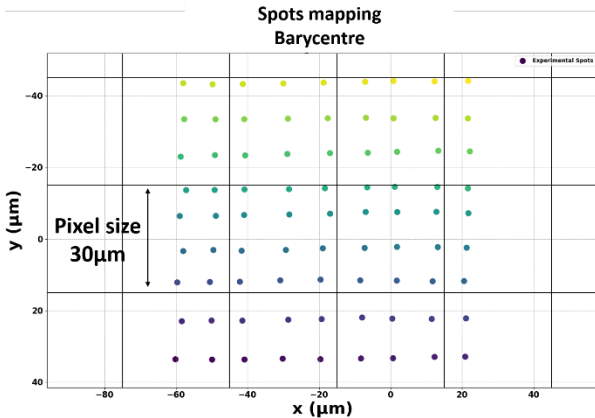 Spots mapping
Barycentre
Experimental Spots
−40
−20
0
20
40
y (µm)
Pixel size
30µm
−80 −60 −40 −20 0 20 40
x (µm)